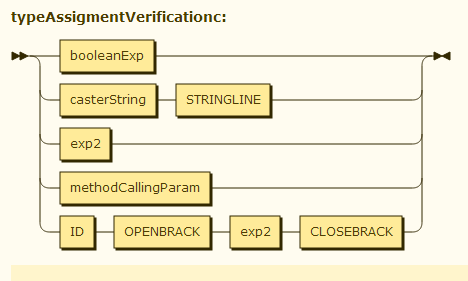 typeAssigmentVerificationc:
booleanExp
casterString STRINGLINE
exp2
methodCallingParam
ID OPENBRACK exp2 CLOSEBRACK